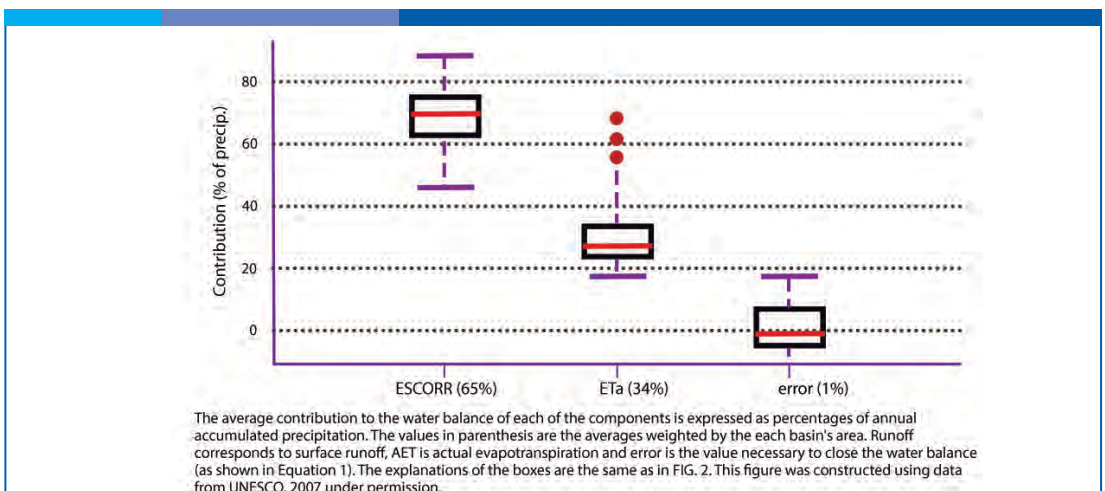 80
60
40
20
0
Contribution (% of precip.)
ESCORR (65%) ETa (34%) error (1%)
The average contribution to the water balance of each of the components is expressed as percentages of annual
accumulated precipitation. The values in parenthesis are the averages weighted by the each basin's area. Runoff
corresponds to surface runoff, AET is actual evapotranspiration and error is the value necessary to close the water balance
(as shown in Equation 1). The explanations of the boxes are the same as in FIG. 2. This figure was constructed using data
from UNESCO, 2007 under permission.